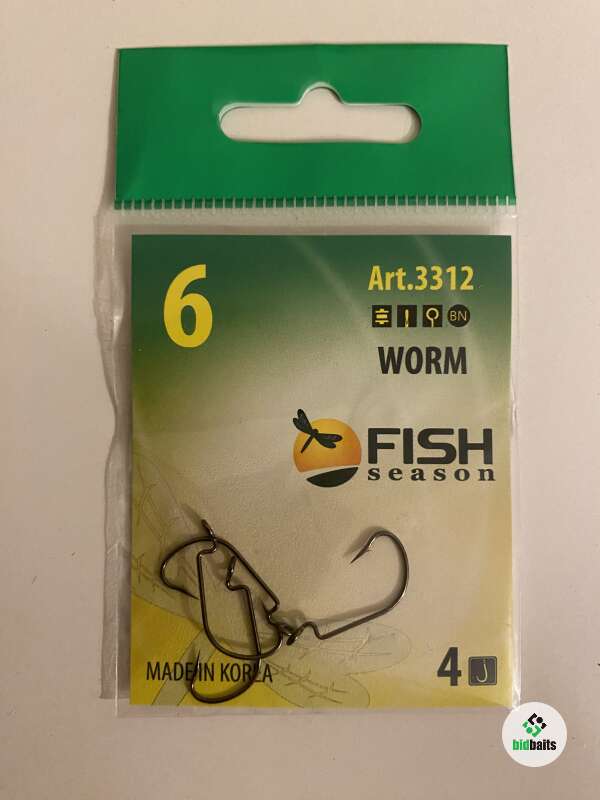 6
Art.3312
BN
WORM
FISH
season
MADE IN KOREA
4
bidbaits